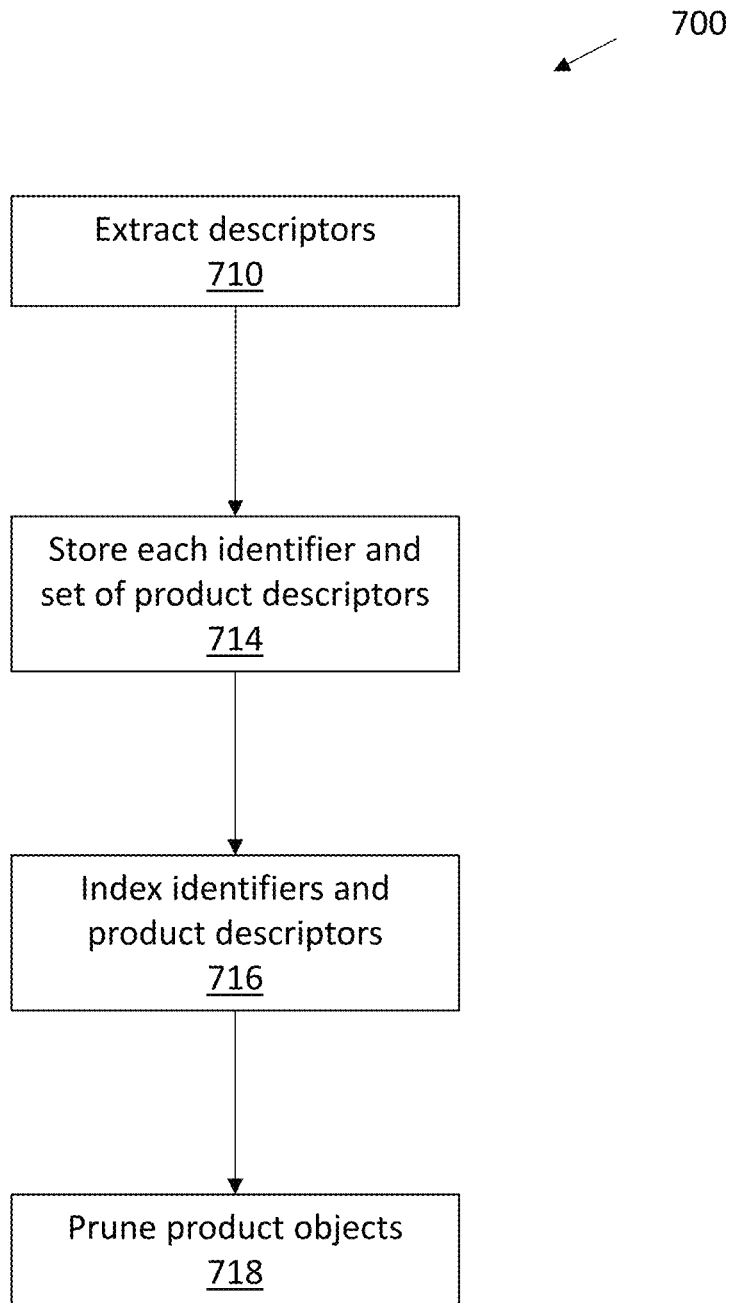 700
Extract descriptors
710
Store each identifier and
set of product descriptors
714
Index identifiers and
product descriptors
716
Prune product objects
718